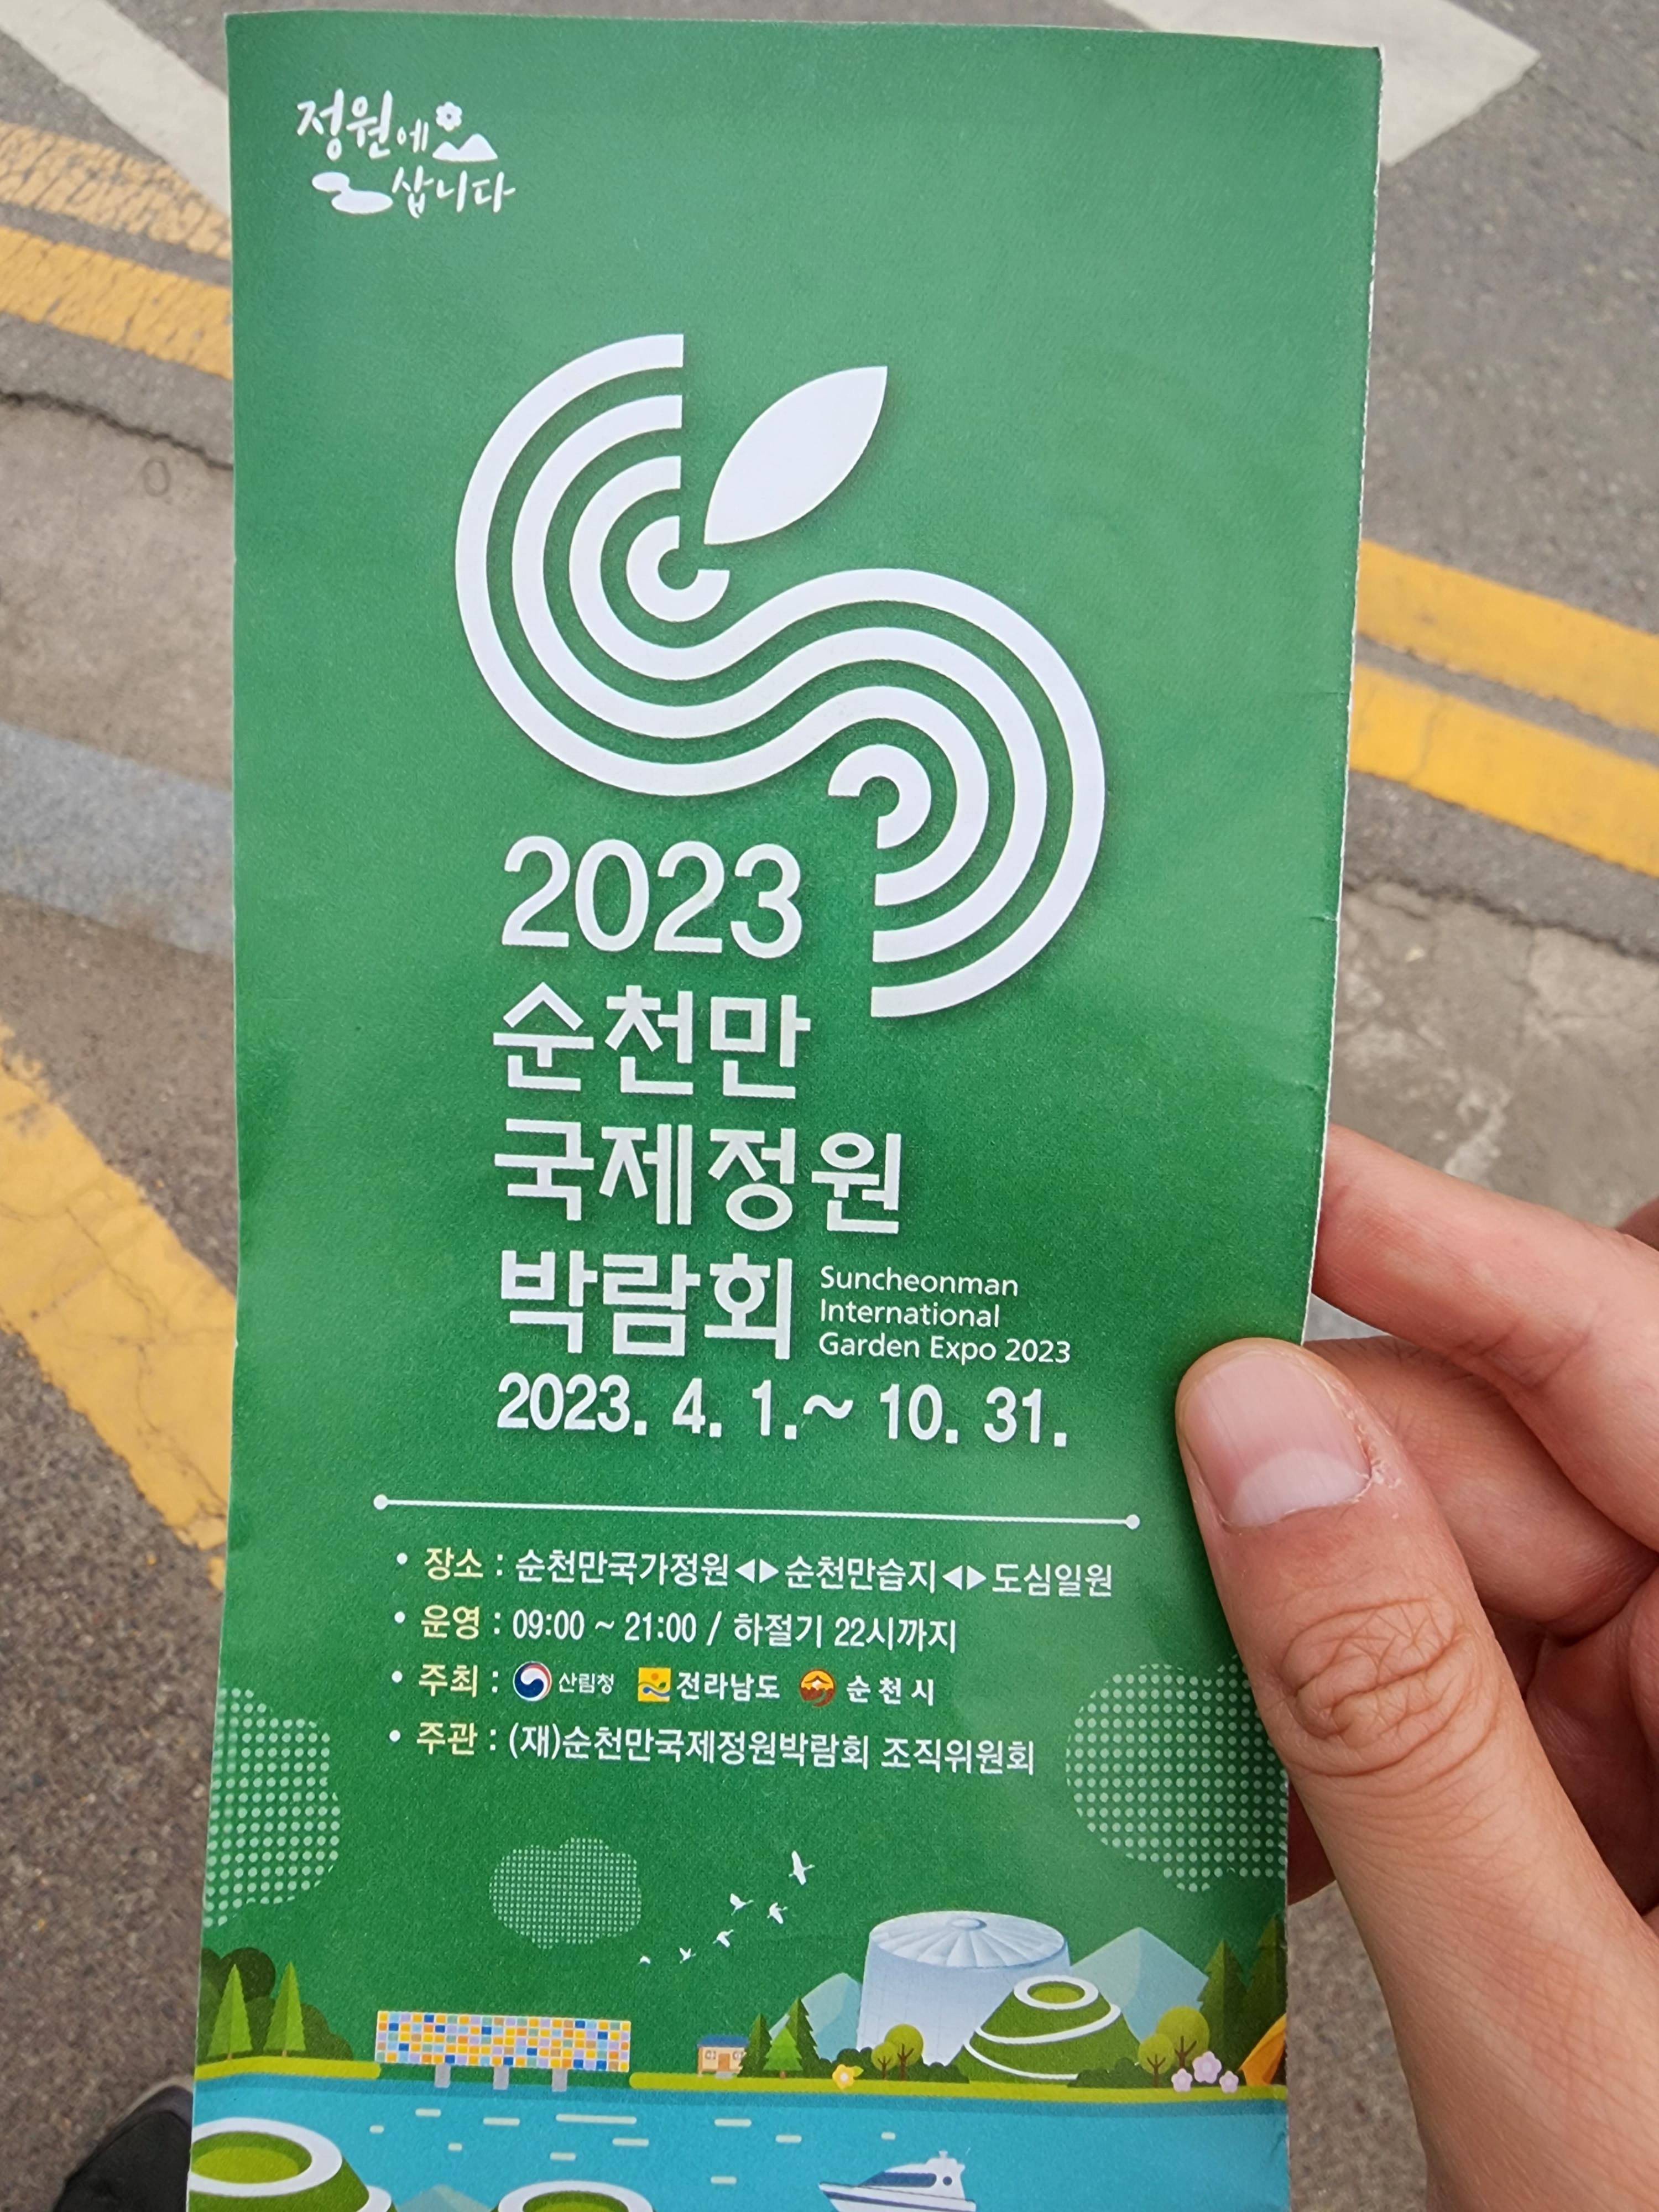 정원에
삽니다
2023
순천만
국제정원
박람회
Suncheonman
International
Garden Expo 2023
2023. 4. 1.~ 10. 31.
• 장소 : 순천만국가정원◀▶순천만습지◀▶도심일원
• 운영 : 09:00 ~ 21:00 / 하절기 22시까지
• 주최 : 산림청 전라남도 순천시
• 주관 : (재)순천만국제정원박람회 조직위원회